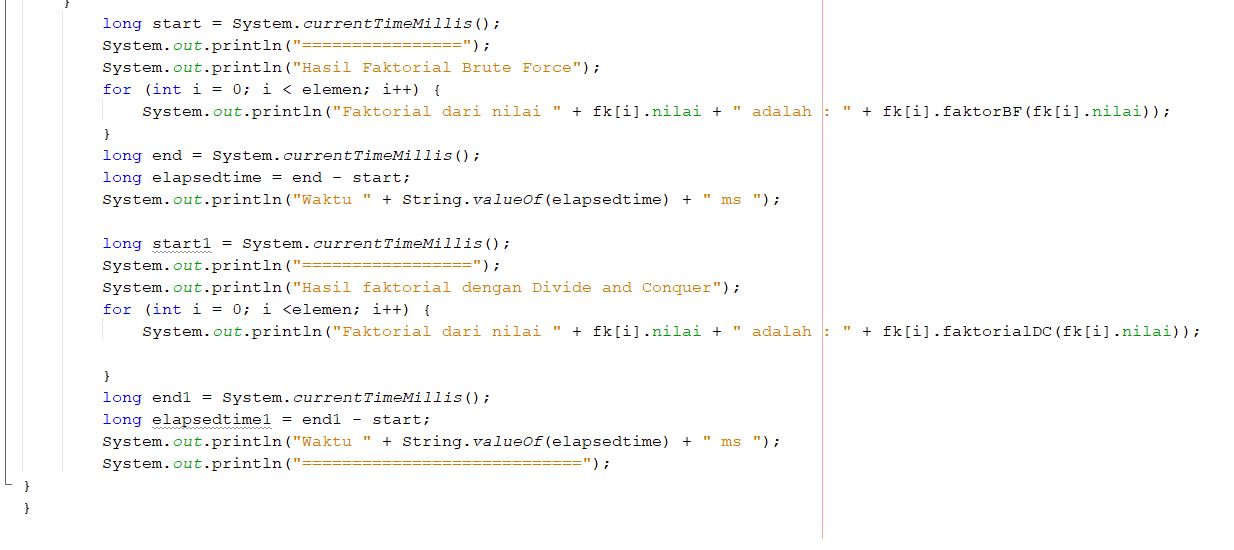 }
long start = System.currentTimeMillis();
System.out.println("================");
System.out.println("Hasil Faktorial Brute Force");
for (int i = 0; i < elemen; i++) {
System.out.println("Faktorial dari nilai " + fk[i].nilai + " adalah : " + fk[i].faktorBF(fk[i].nilai));
}
long end = System.currentTimeMillis();
long elapsedtime = end - start;
System.out.println("Waktu " + String.valueOf(elapsedtime) + " ms ");
long start1 = System.currentTimeMillis();
System.out.println("=================");
System.out.println("Hasil faktorial dengan Divide and Conquer");
for (int i = 0; i <elemen; i++) {
System.out.println("Faktorial dari nilai " + fk[i].nilai + " adalah : " + fk[i].faktorialDC(fk[i].nilai));
}
long end1 = System.currentTimeMillis();
long elapsedtime1 = end1 - start;
System.out.println("Waktu " + String.valueOf(elapsedtime) + " ms ");
System.out.println("============================");
}
}